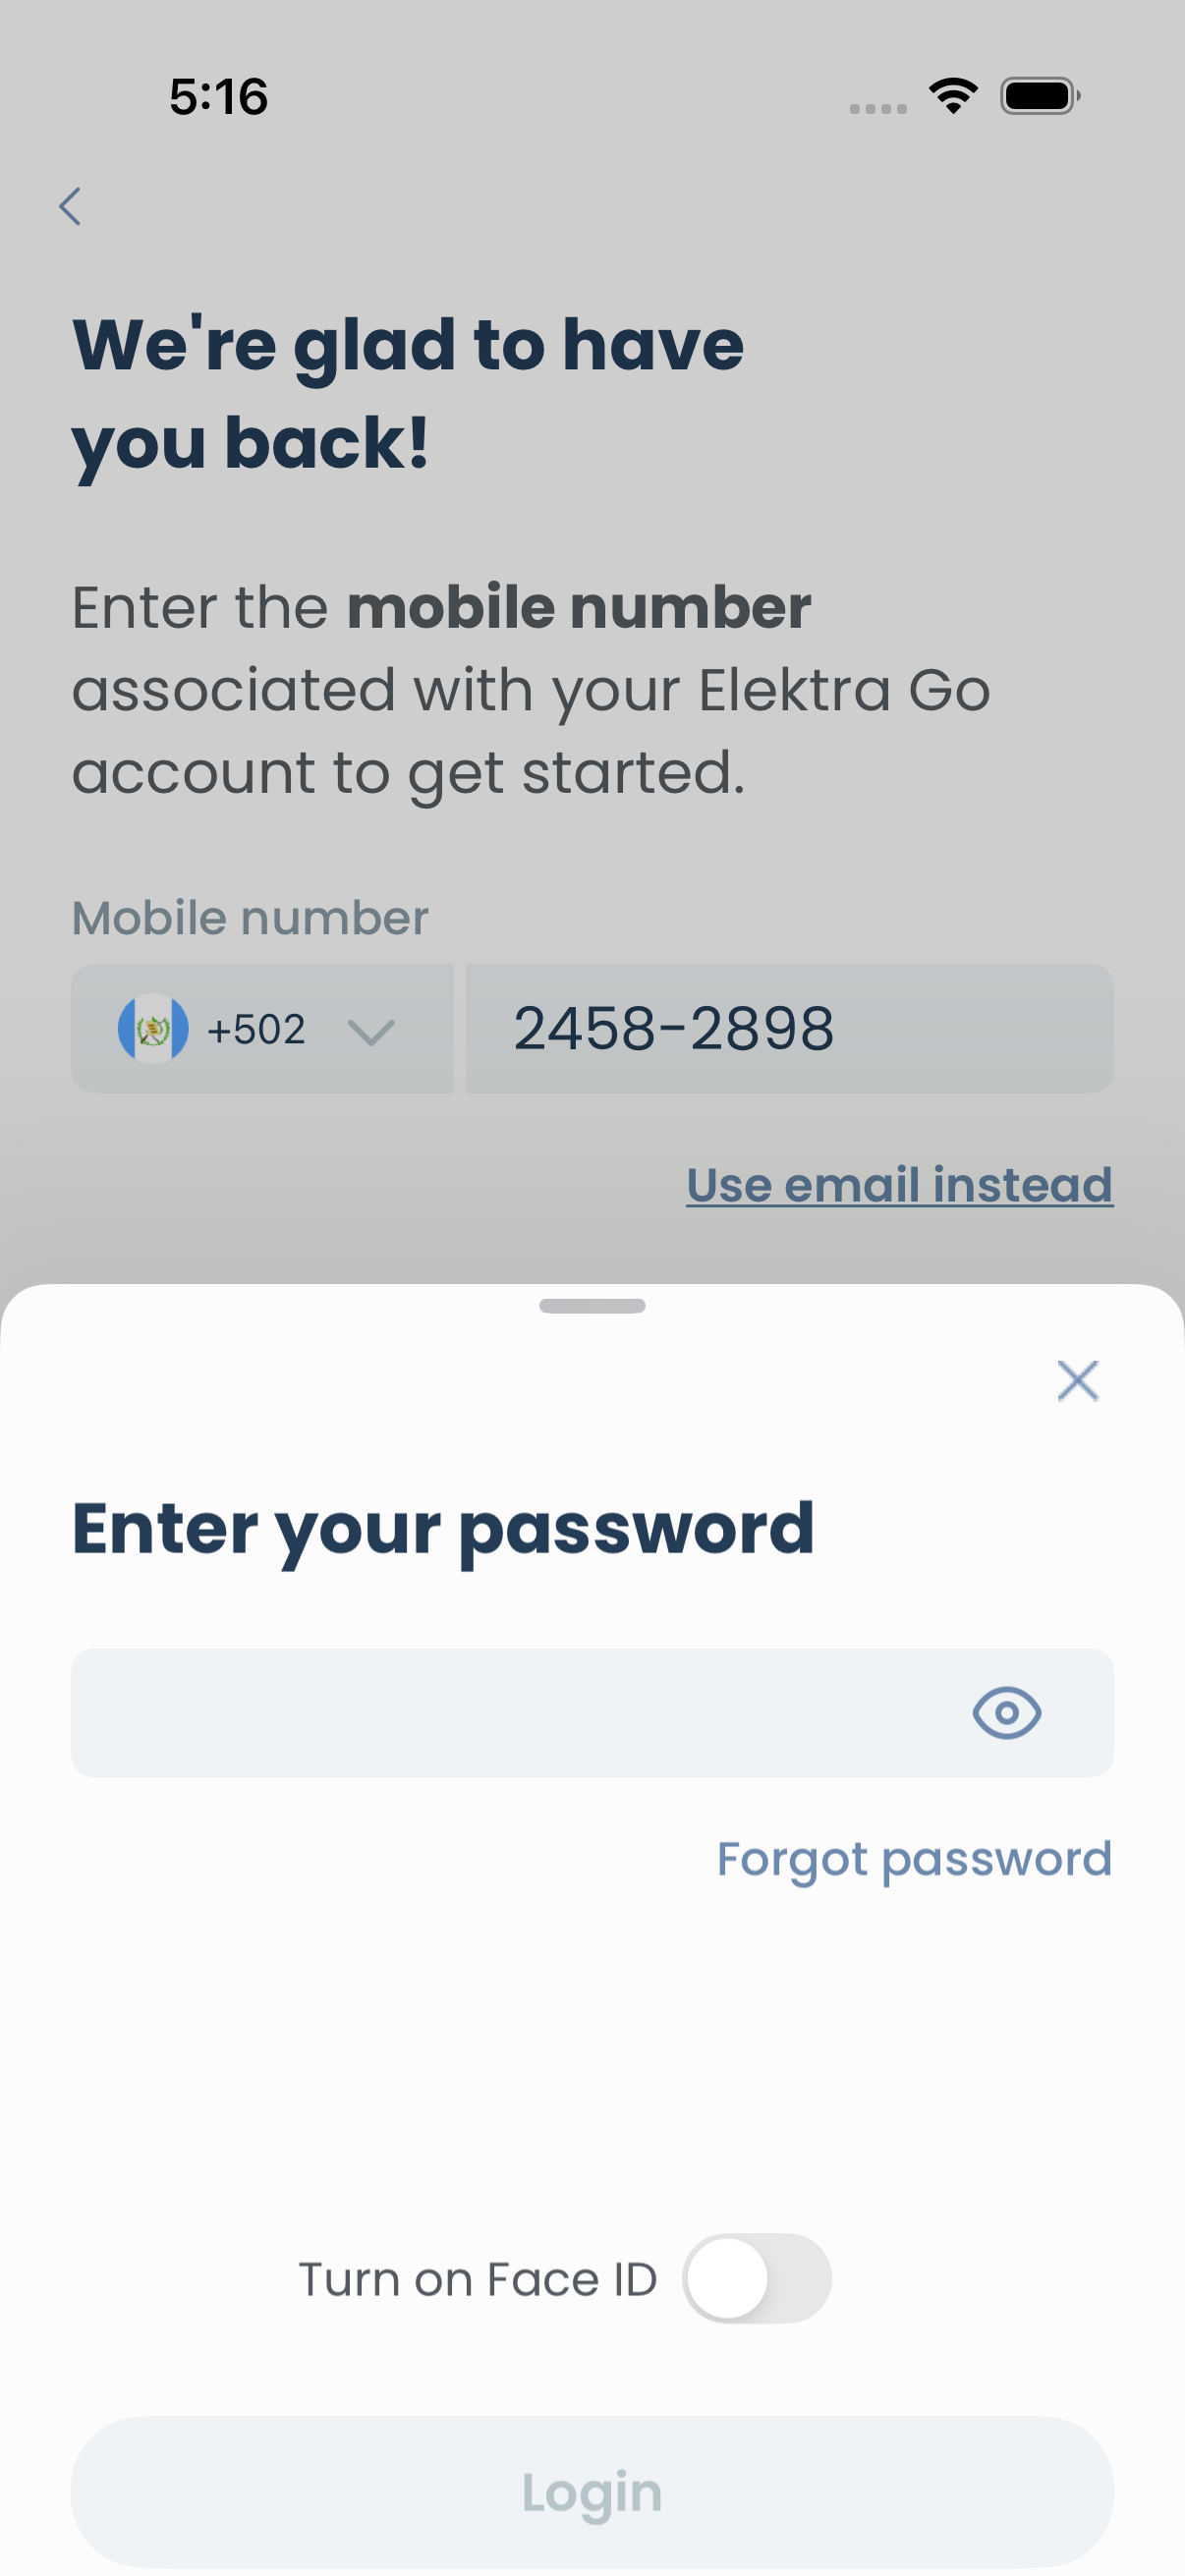 5:16
We're glad to have
you back!
Enter the mobile number
associated with your Elektra Go
account to get started.
Mobile number
+502
2458-2898
Use email instead
Enter your password
Forgot password
Turn on Face ID
Login